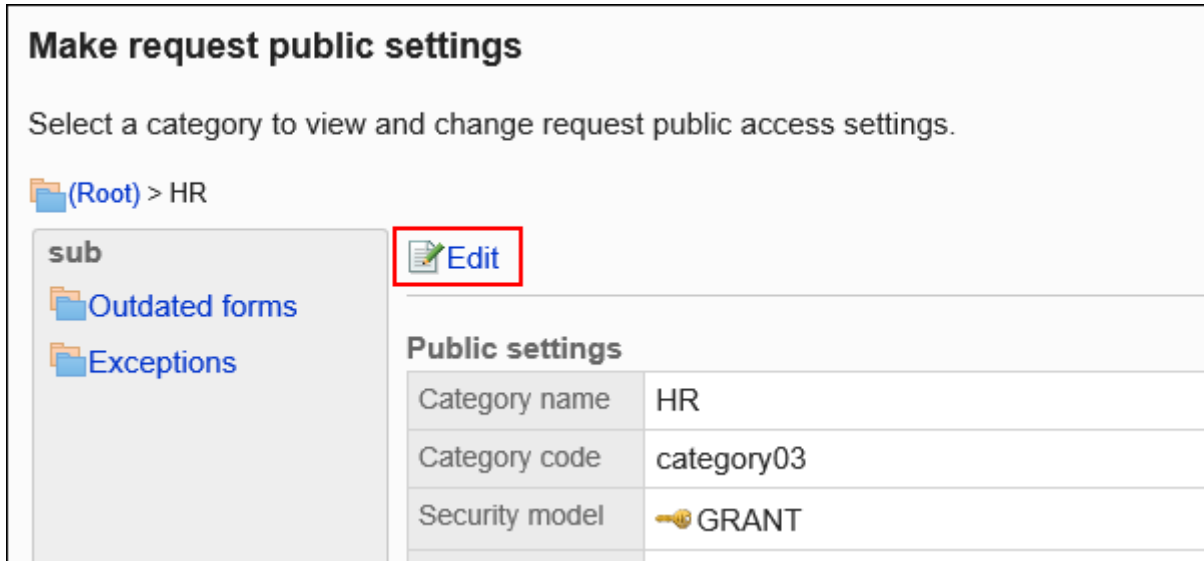 Make request public settings
Select a category to view and change request public access settings.
(Root) > HR
sub
Outdated forms
Exceptions
Edit
Public settings
Category name HR
Category code category03
Security model GRANT